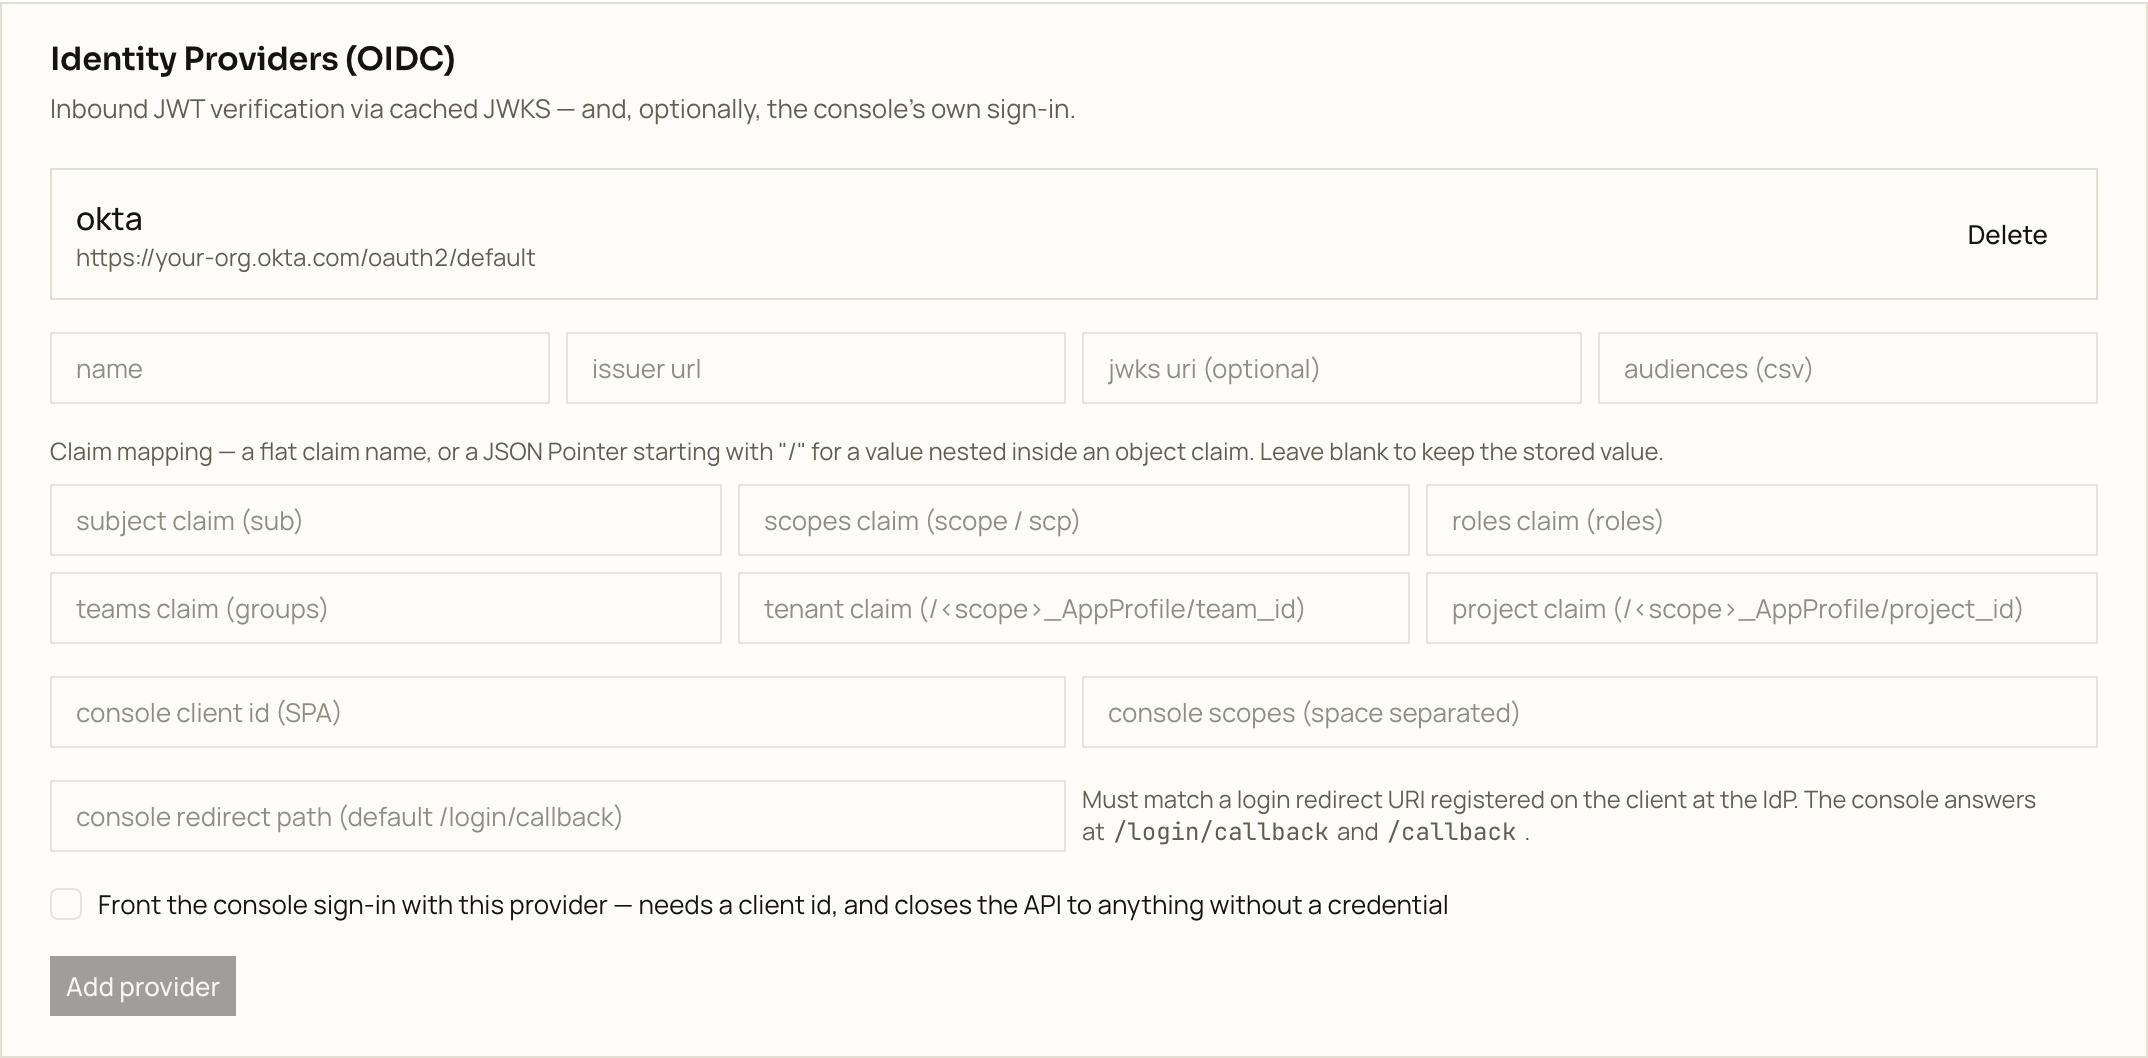 Identity Providers (OIDC)
Inbound JWT verification via cached JWKS — and, optionally, the console's own sign-in.
okta
https://your-org.okta.com/oauth2/default
Delete
name
issuer url
jwks uri (optional)
audiences (csv)
Claim mapping — a flat claim name, or a JSON Pointer starting with "/" for a value nested inside an object claim. Leave blank to keep the stored value.
subject claim (sub)
scopes claim (scope / scp)
roles claim (roles)
teams claim (groups)
tenant claim (/<scope>_AppProfile/team_id)
project claim (/<scope>_AppProfile/project_id)
console client id (SPA)
console scopes (space separated)
console redirect path (default /login/callback)
Must match a login redirect URI registered on the client at the IdP. The console answers
at /login/callback and /callback .
Front the console sign-in with this provider — needs a client id, and closes the API to anything without a credential
Add provider